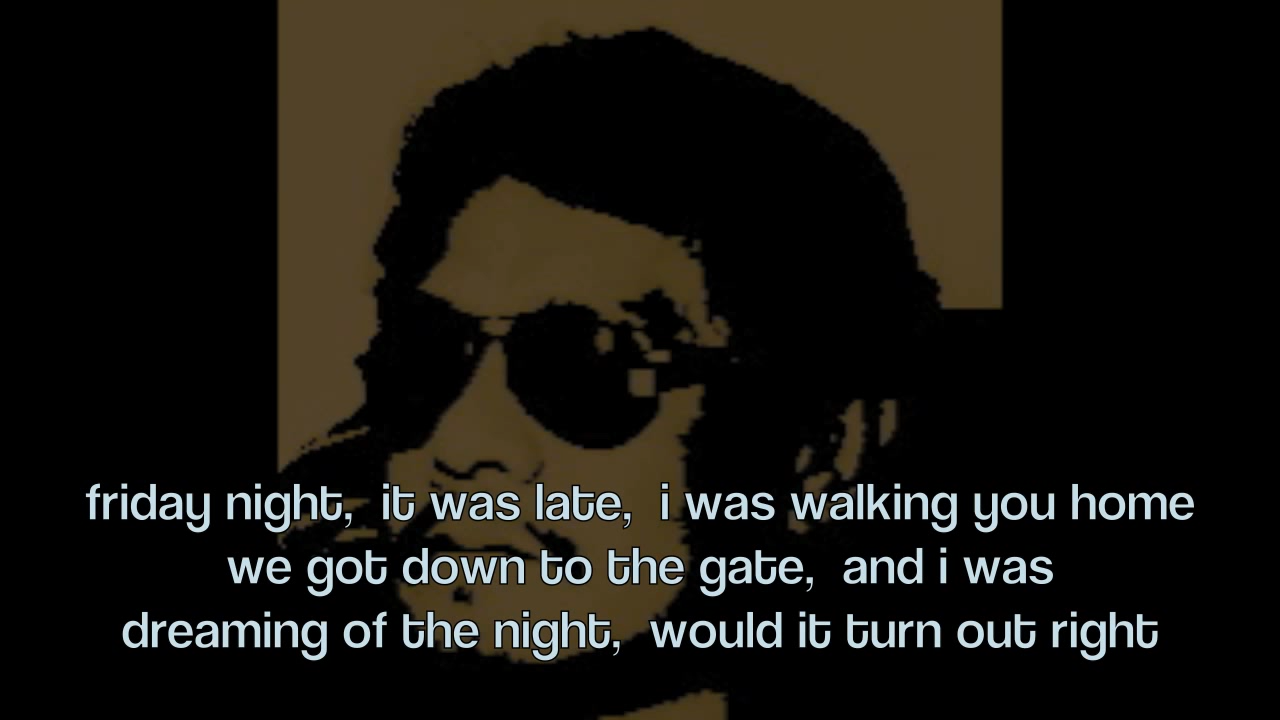 friday night,  it was late,  i was walking you home
we got down to the gate,  and i was
dreaming of the night,  would it turn out right